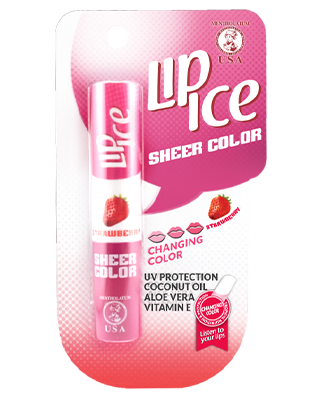 MENTHOLATUM
USA
LIP
ICE
SHEER COLOR
STRAWBERRY
CHANGING
COLOR
UV PROTECTION
COCONUT OIL
ALOE VERA
VITAMIN E
CHANGING
COLOR
Listen to
your lips
LIP ICE
STRAWBERRY
SHEER
COLOR
MENTHOLATUM
USA